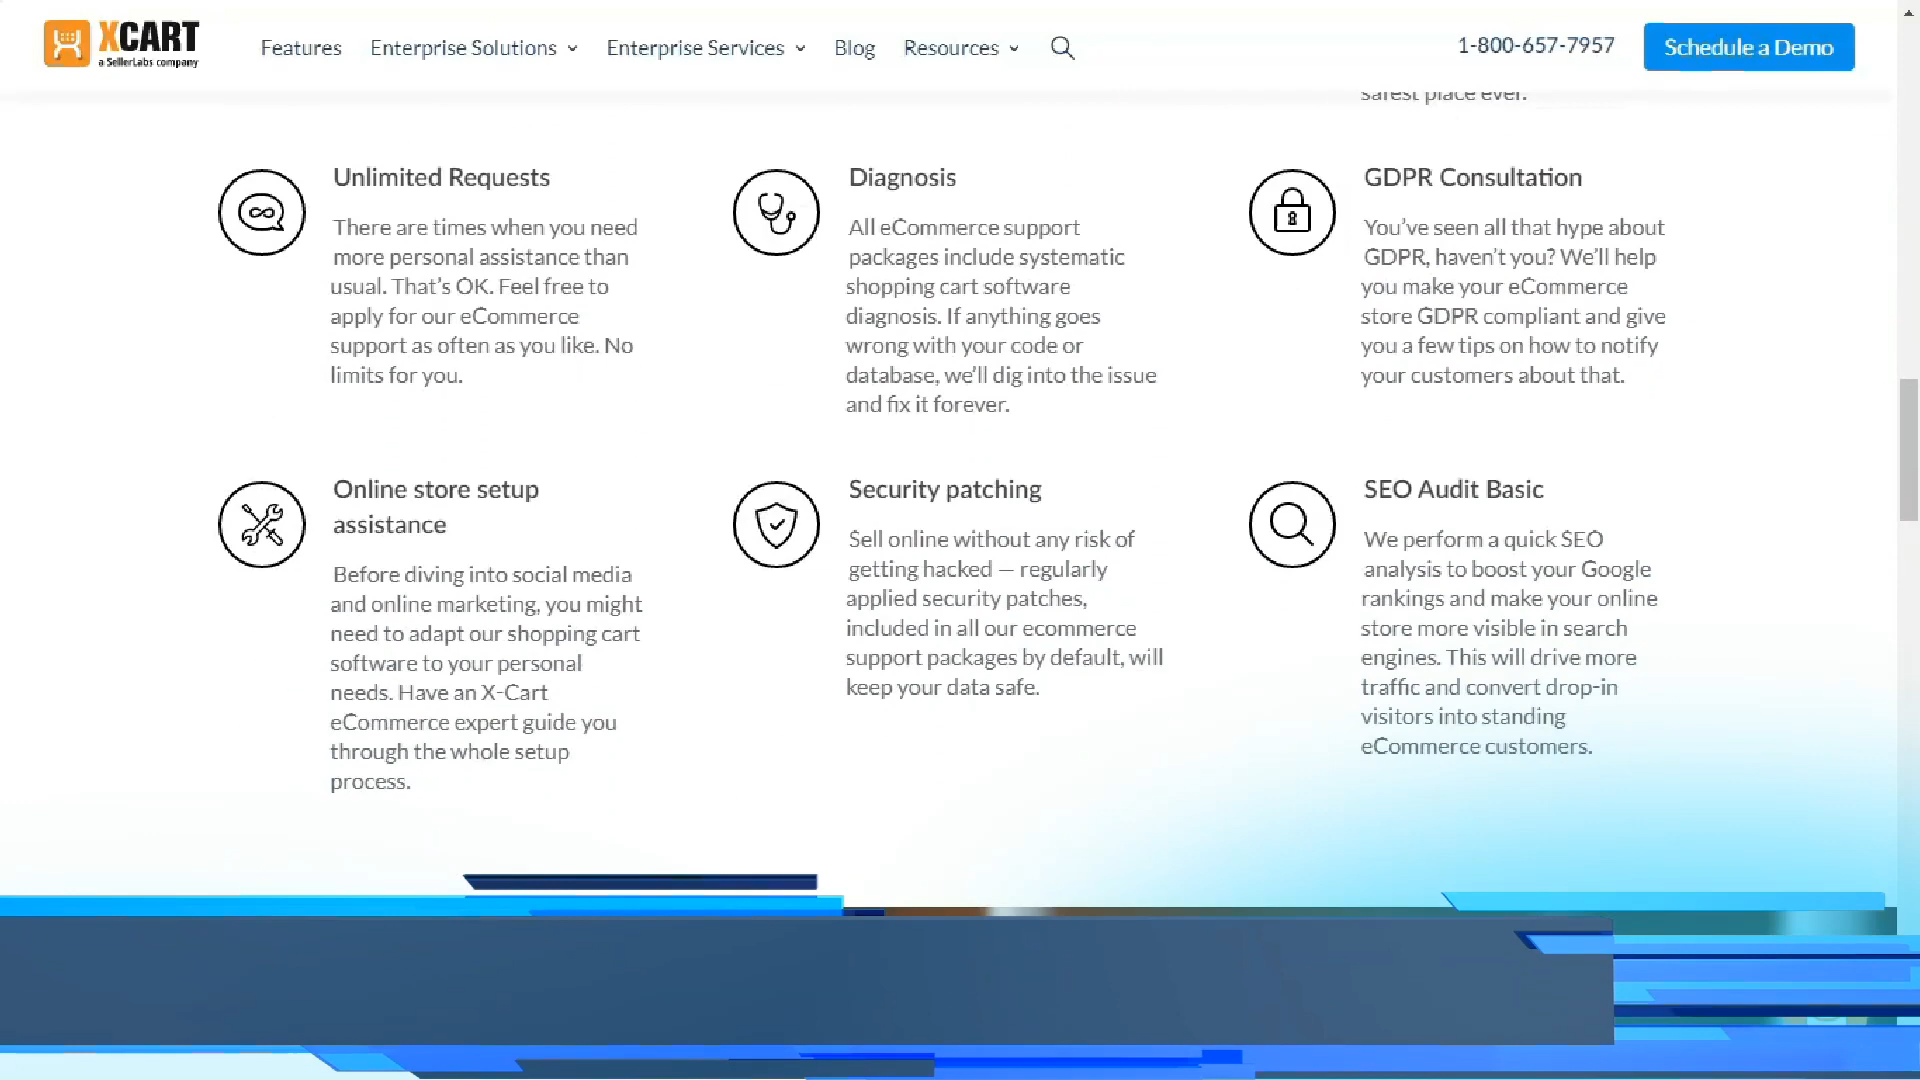 XCART
a SellerLabs company
Features
Enterprise Solutions
Enterprise Services
Blog
Resources
1-800-657-7957
Schedule a Demo
safest place ever.
Unlimited Requests
There are times when you need
more personal assistance than
usual. That's OK. Feel free to
apply for our eCommerce
support as often as you like. No
limits for you.
Diagnosis
All eCommerce support
packages include systematic
shopping cart software
diagnosis. If anything goes
wrong with your code or
database, we'll dig into the issue
and fix it forever.
GDPR Consultation
You've seen all that hype about
GDPR, haven't you? We'll help
you make your eCommerce
store GDPR compliant and give
you a few tips on how to notify
your customers about that.
Online store setup
assistance
Before diving into social media
and online marketing, you might
need to adapt our shopping cart
software to your personal
needs. Have an X-Cart
eCommerce expert guide you
through the whole setup
process.
Security patching
Sell online without any risk of
getting hacked — regularly
applied security patches,
included in all our ecommerce
support packages by default, will
keep your data safe.
SEO Audit Basic
We perform a quick SEO
analysis to boost your Google
rankings and make your online
store more visible in search
engines. This will drive more
traffic and convert drop-in
visitors into standing
eCommerce customers.